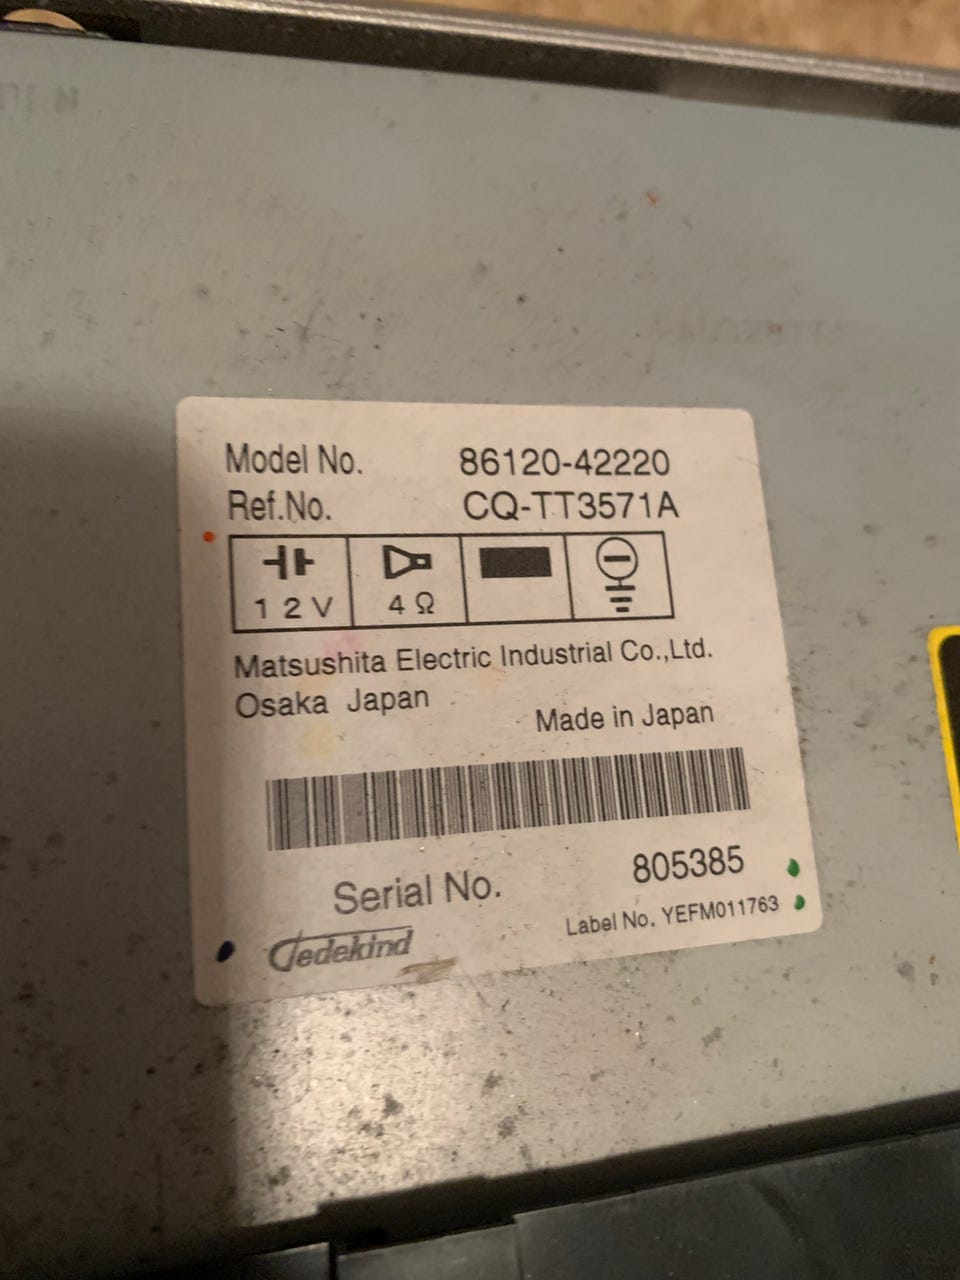 Model No. 86120-42220
Ref.No. CQ-TT3571A
12V 4Ω
Matsushita Electric Industrial Co.,Ltd.
Osaka Japan
Made in Japan
Serial No. 805385
Label No. YEFM011763
Gedekind